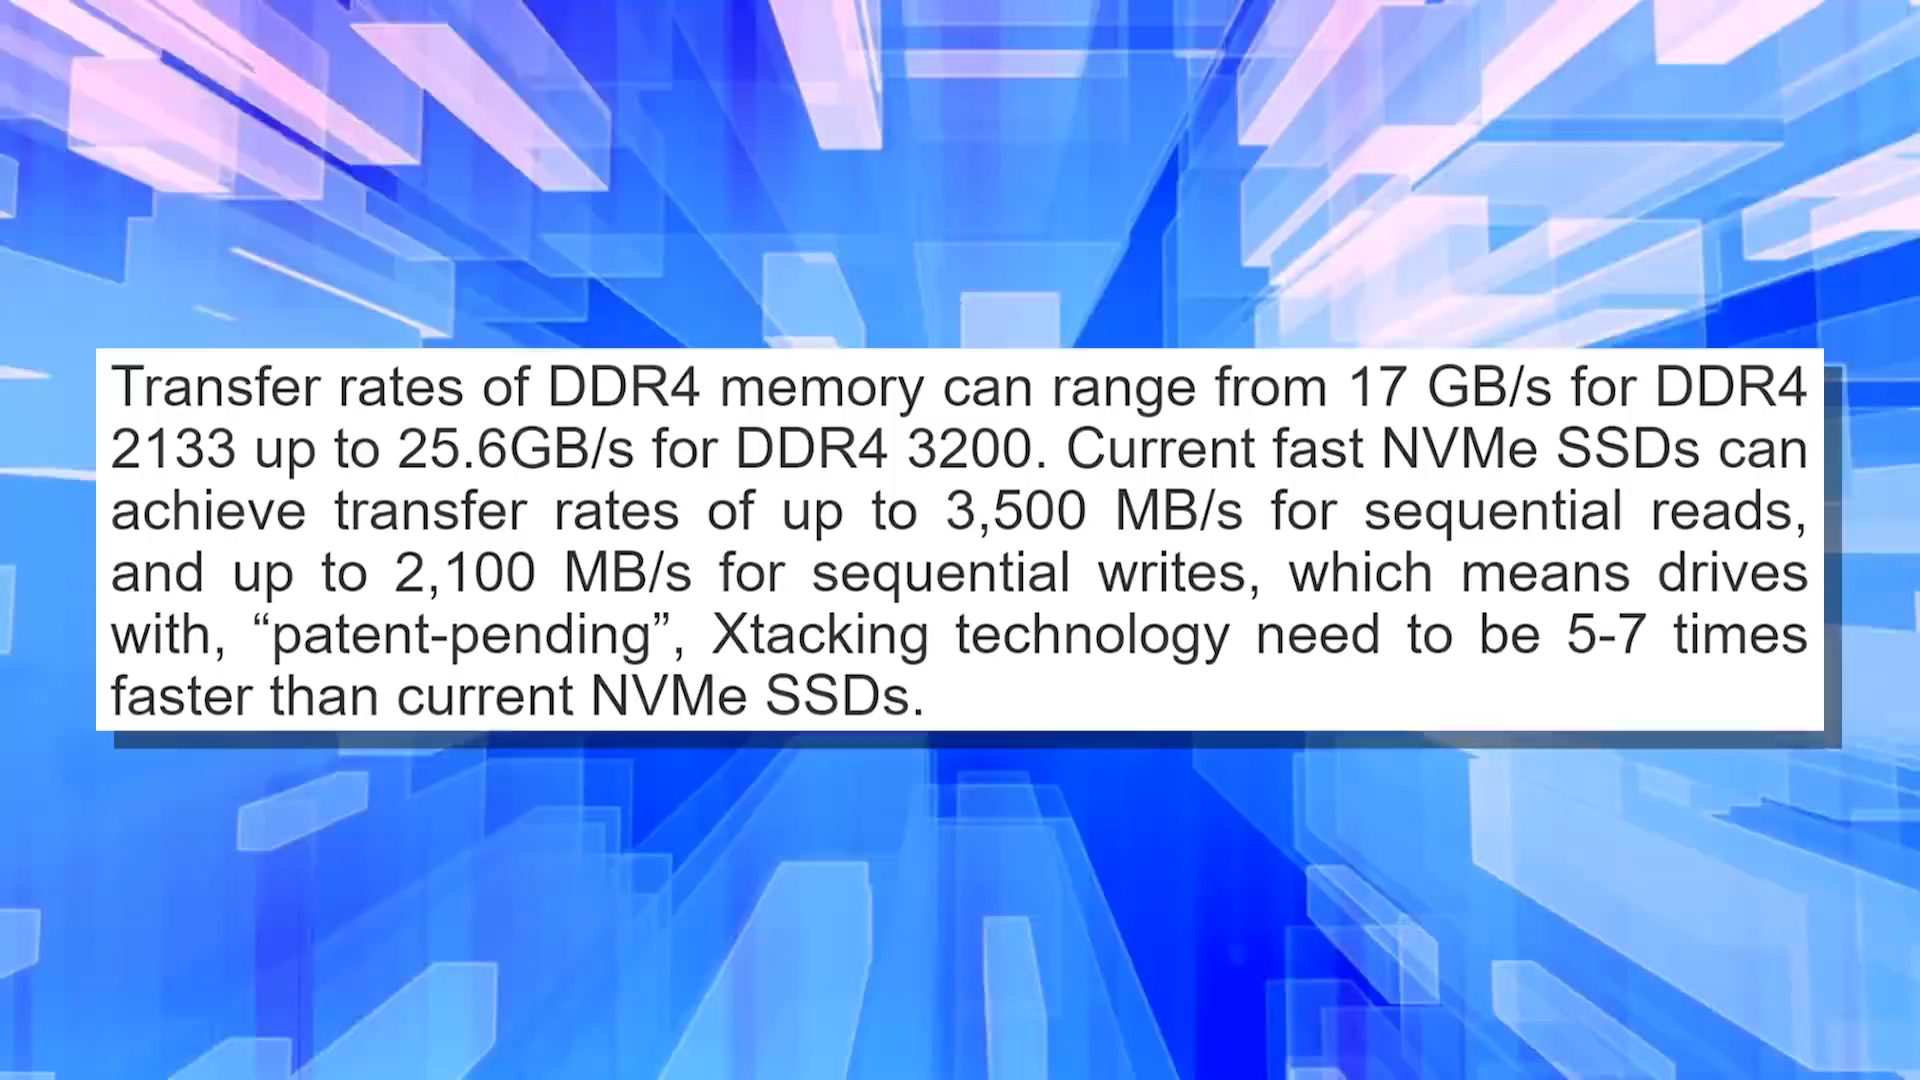 Transfer rates of DDR4 memory can range from 17 GB/s for DDR4
2133 up to 25.6GB/s for DDR4 3200. Current fast NVMe SSDs can
achieve transfer rates of up to 3,500 MB/s for sequential reads,
and up to 2,100 MB/s for sequential writes, which means drives
with, “patent-pending”, Xtacking technology need to be 5-7 times
faster than current NVMe SSDs.